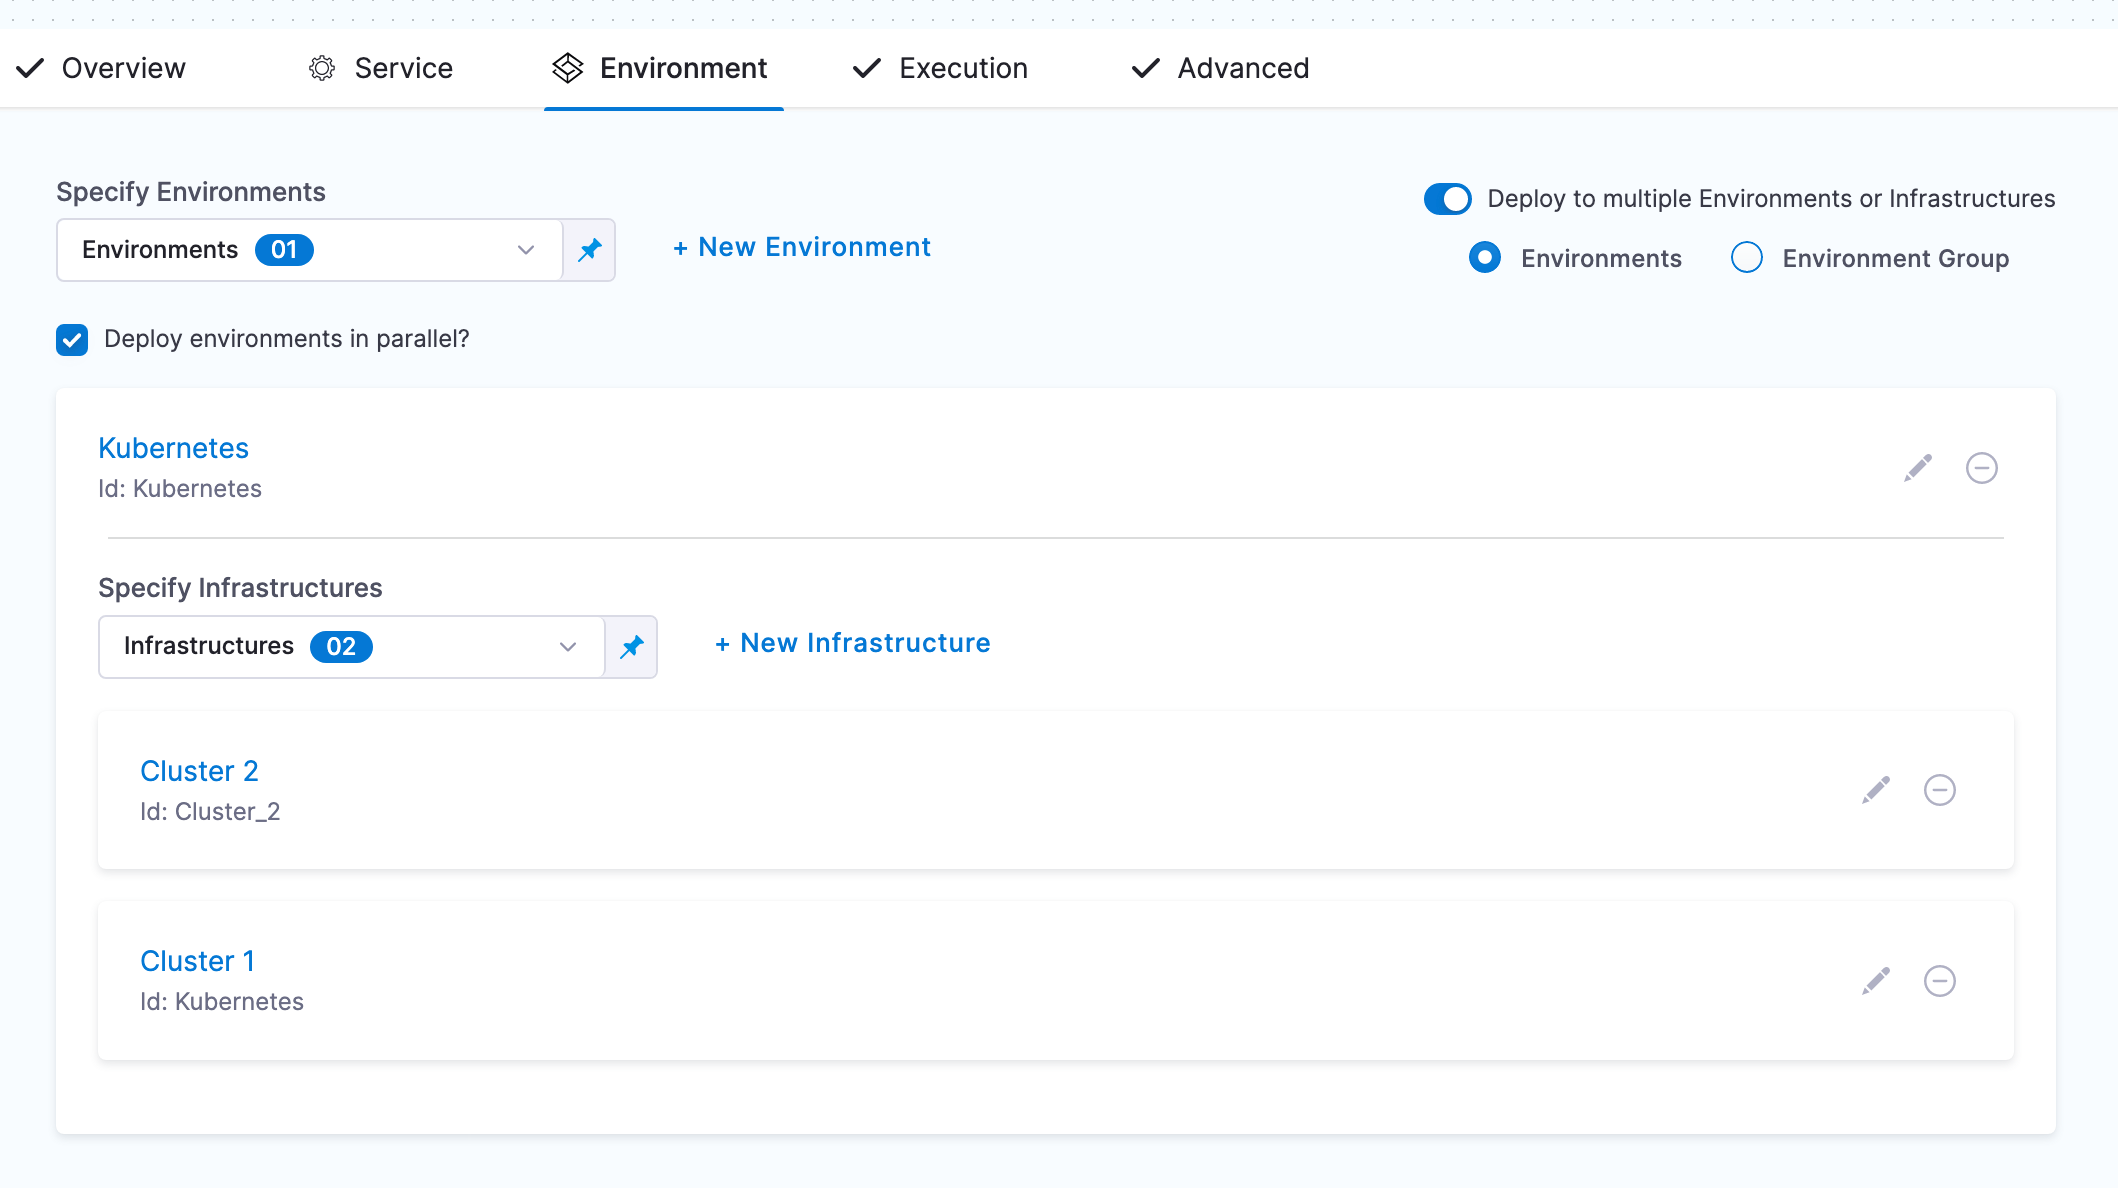 Overview
Service
Environment
Execution
Advanced
Specify Environments
Environments 01
+ New Environment
Deploy to multiple Environments or Infrastructures
Environments
Environment Group
Deploy environments in parallel?
Kubernetes
Id: Kubernetes
Specify Infrastructures
Infrastructures 02
+ New Infrastructure
Cluster 2
Id: Cluster_2
Cluster 1
Id: Kubernetes